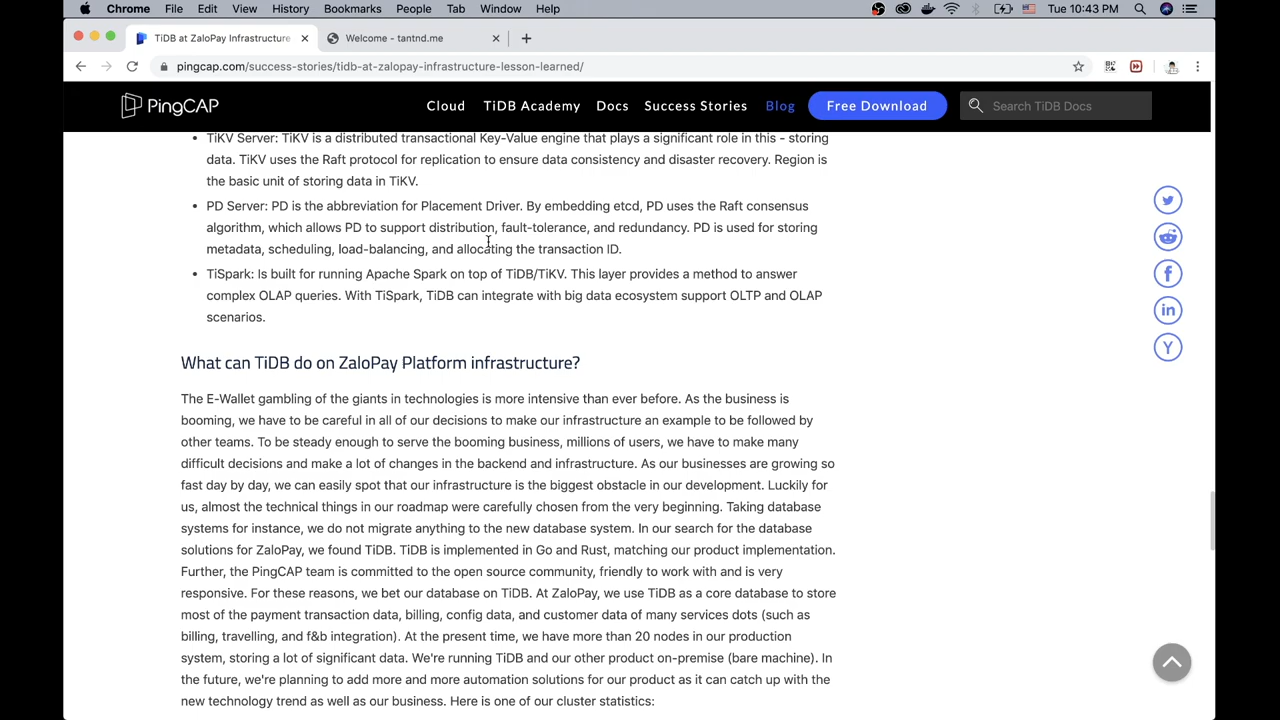 Chrome File Edit View History Bookmarks People Tab Window Help Tue 10:43 PM
TiDB at ZaloPay Infrastructure Welcome - tantnd.me
pingcap.com/success-stories/tidb-at-zalopay-infrastructure-lesson-learned/
PingCAP Cloud TiDB Academy Docs Success Stories Blog Free Download Search TiDB Docs
• TiKV Server: TiKV is a distributed transactional Key-Value engine that plays a significant role in this - storing
data. TiKV uses the Raft protocol for replication to ensure data consistency and disaster recovery. Region is
the basic unit of storing data in TiKV.
• PD Server: PD is the abbreviation for Placement Driver. By embedding etcd, PD uses the Raft consensus
algorithm, which allows PD to support distribution, fault-tolerance, and redundancy. PD is used for storing
metadata, scheduling, load-balancing, and allocating the transaction ID.
• TiSpark: Is built for running Apache Spark on top of TiDB/TiKV. This layer provides a method to answer
complex OLAP queries. With TiSpark, TiDB can integrate with big data ecosystem support OLTP and OLAP
scenarios.
What can TiDB do on ZaloPay Platform infrastructure?
The E-Wallet gambling of the giants in technologies is more intensive than ever before. As the business is
booming, we have to be careful in all of our decisions to make our infrastructure an example to be followed by
other teams. To be steady enough to serve the booming business, millions of users, we have to make many
difficult decisions and make a lot of changes in the backend and infrastructure. As our businesses are growing so
fast day by day, we can easily spot that our infrastructure is the biggest obstacle in our development. Luckily for
us, almost the technical things in our roadmap were carefully chosen from the very beginning. Taking database
systems for instance, we do not migrate anything to the new database system. In our search for the database
solutions for ZaloPay, we found TiDB. TiDB is implemented in Go and Rust, matching our product implementation.
Further, the PingCAP team is committed to the open source community, friendly to work with and is very
responsive. For these reasons, we bet our database on TiDB. At ZaloPay, we use TiDB as a core database to store
most of the payment transaction data, billing, config data, and customer data of many services dots (such as
billing, travelling, and f&b integration). At the present time, we have more than 20 nodes in our production
system, storing a lot of significant data. We're running TiDB and our other product on-premise (bare machine). In
the future, we're planning to add more and more automation solutions for our product as it can catch up with the
new technology trend as well as our business. Here is one of our cluster statistics: